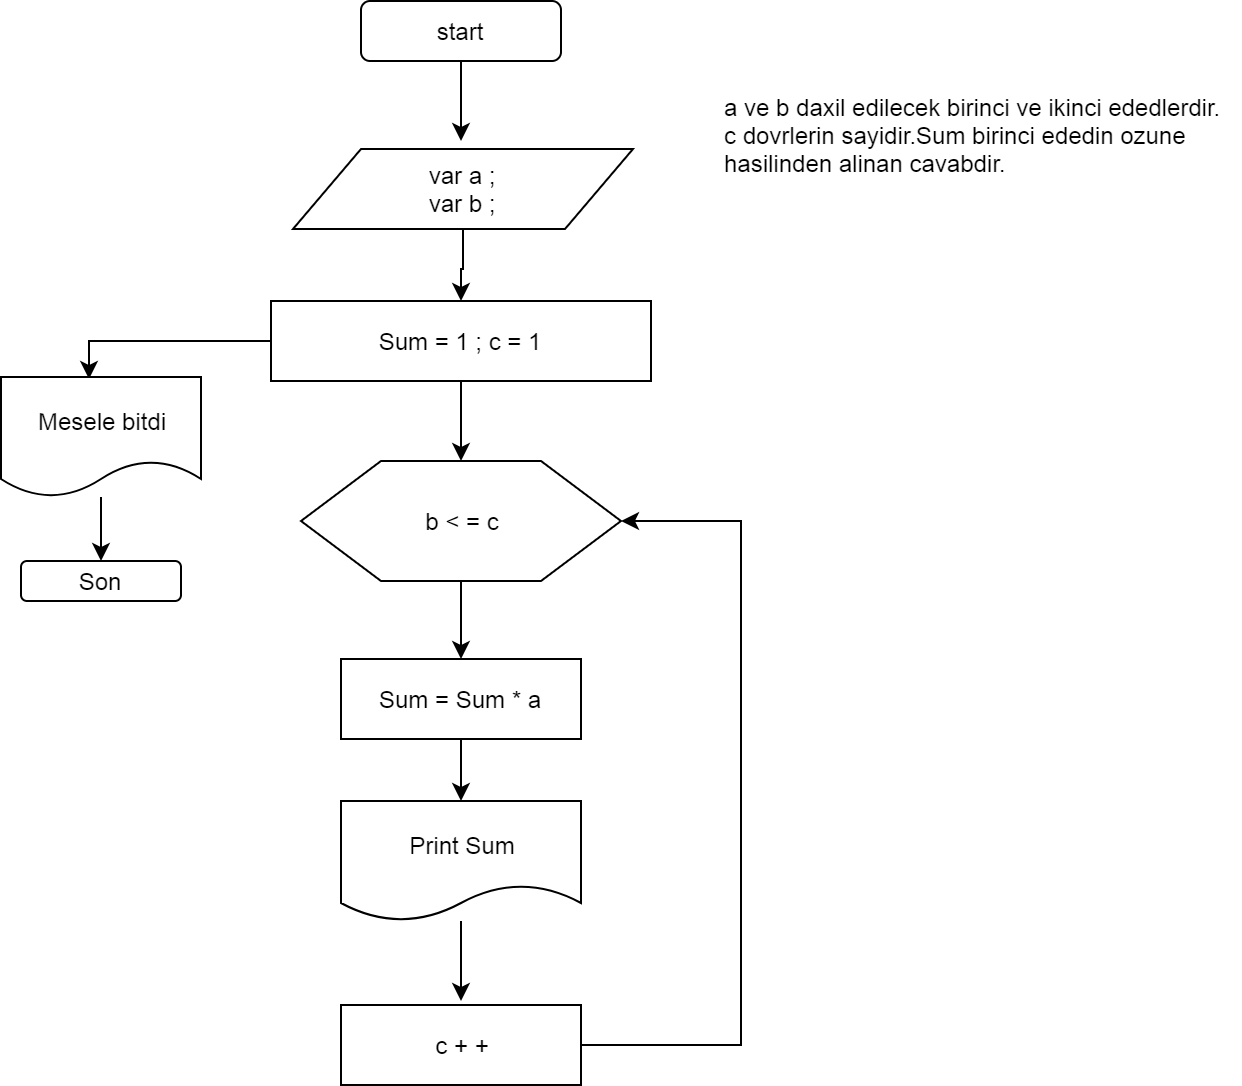 start
a ve b daxil edilecek birinci ve ikinci ededlerdir.
c dovrlerin sayidir.Sum birinci ededin ozune
hasilinden alinan cavabdir.
var a ;
var b ;
Sum = 1 ; c = 1
Mesele bitdi
b < = c
Son
Sum = Sum * a
Print Sum
c + +